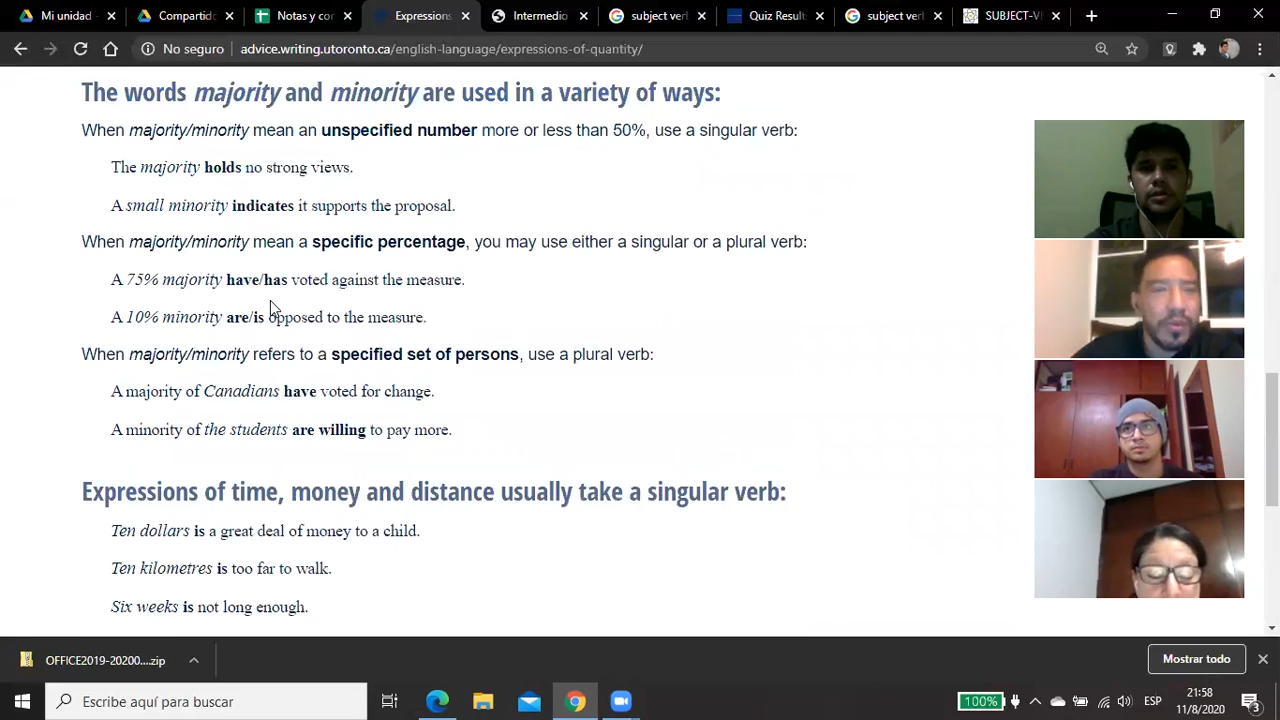 Mi unidad
Compartido
Notas y cor
Expressions
Intermedio
subject verb
Quiz Result
subject verl
SUBJECT-VE
No seguro
advice.writing.utoronto.ca/english-language/expressions-of-quantity/
The words majority and minority are used in a variety of ways:
When majority/minority mean an unspecified number more or less than 50%, use a singular verb:
The majority holds no strong views.
A small minority indicates it supports the proposal.
When majority/minority mean a specific percentage, you may use either a singular or a plural verb:
A 75% majority have/has voted against the measure.
A 10% minority are/is opposed to the measure.
When majority/minority refers to a specified set of persons, use a plural verb:
A majority of Canadians have voted for change.
A minority of the students are willing to pay more.
Expressions of time, money and distance usually take a singular verb:
Ten dollars is a great deal of money to a child.
Ten kilometres is too far to walk.
Six weeks is not long enough.
OFFICE2019-20200....zip
Mostrar todo
Escribe aquí para buscar
100%
ESP
21:58
11/8/2020
3